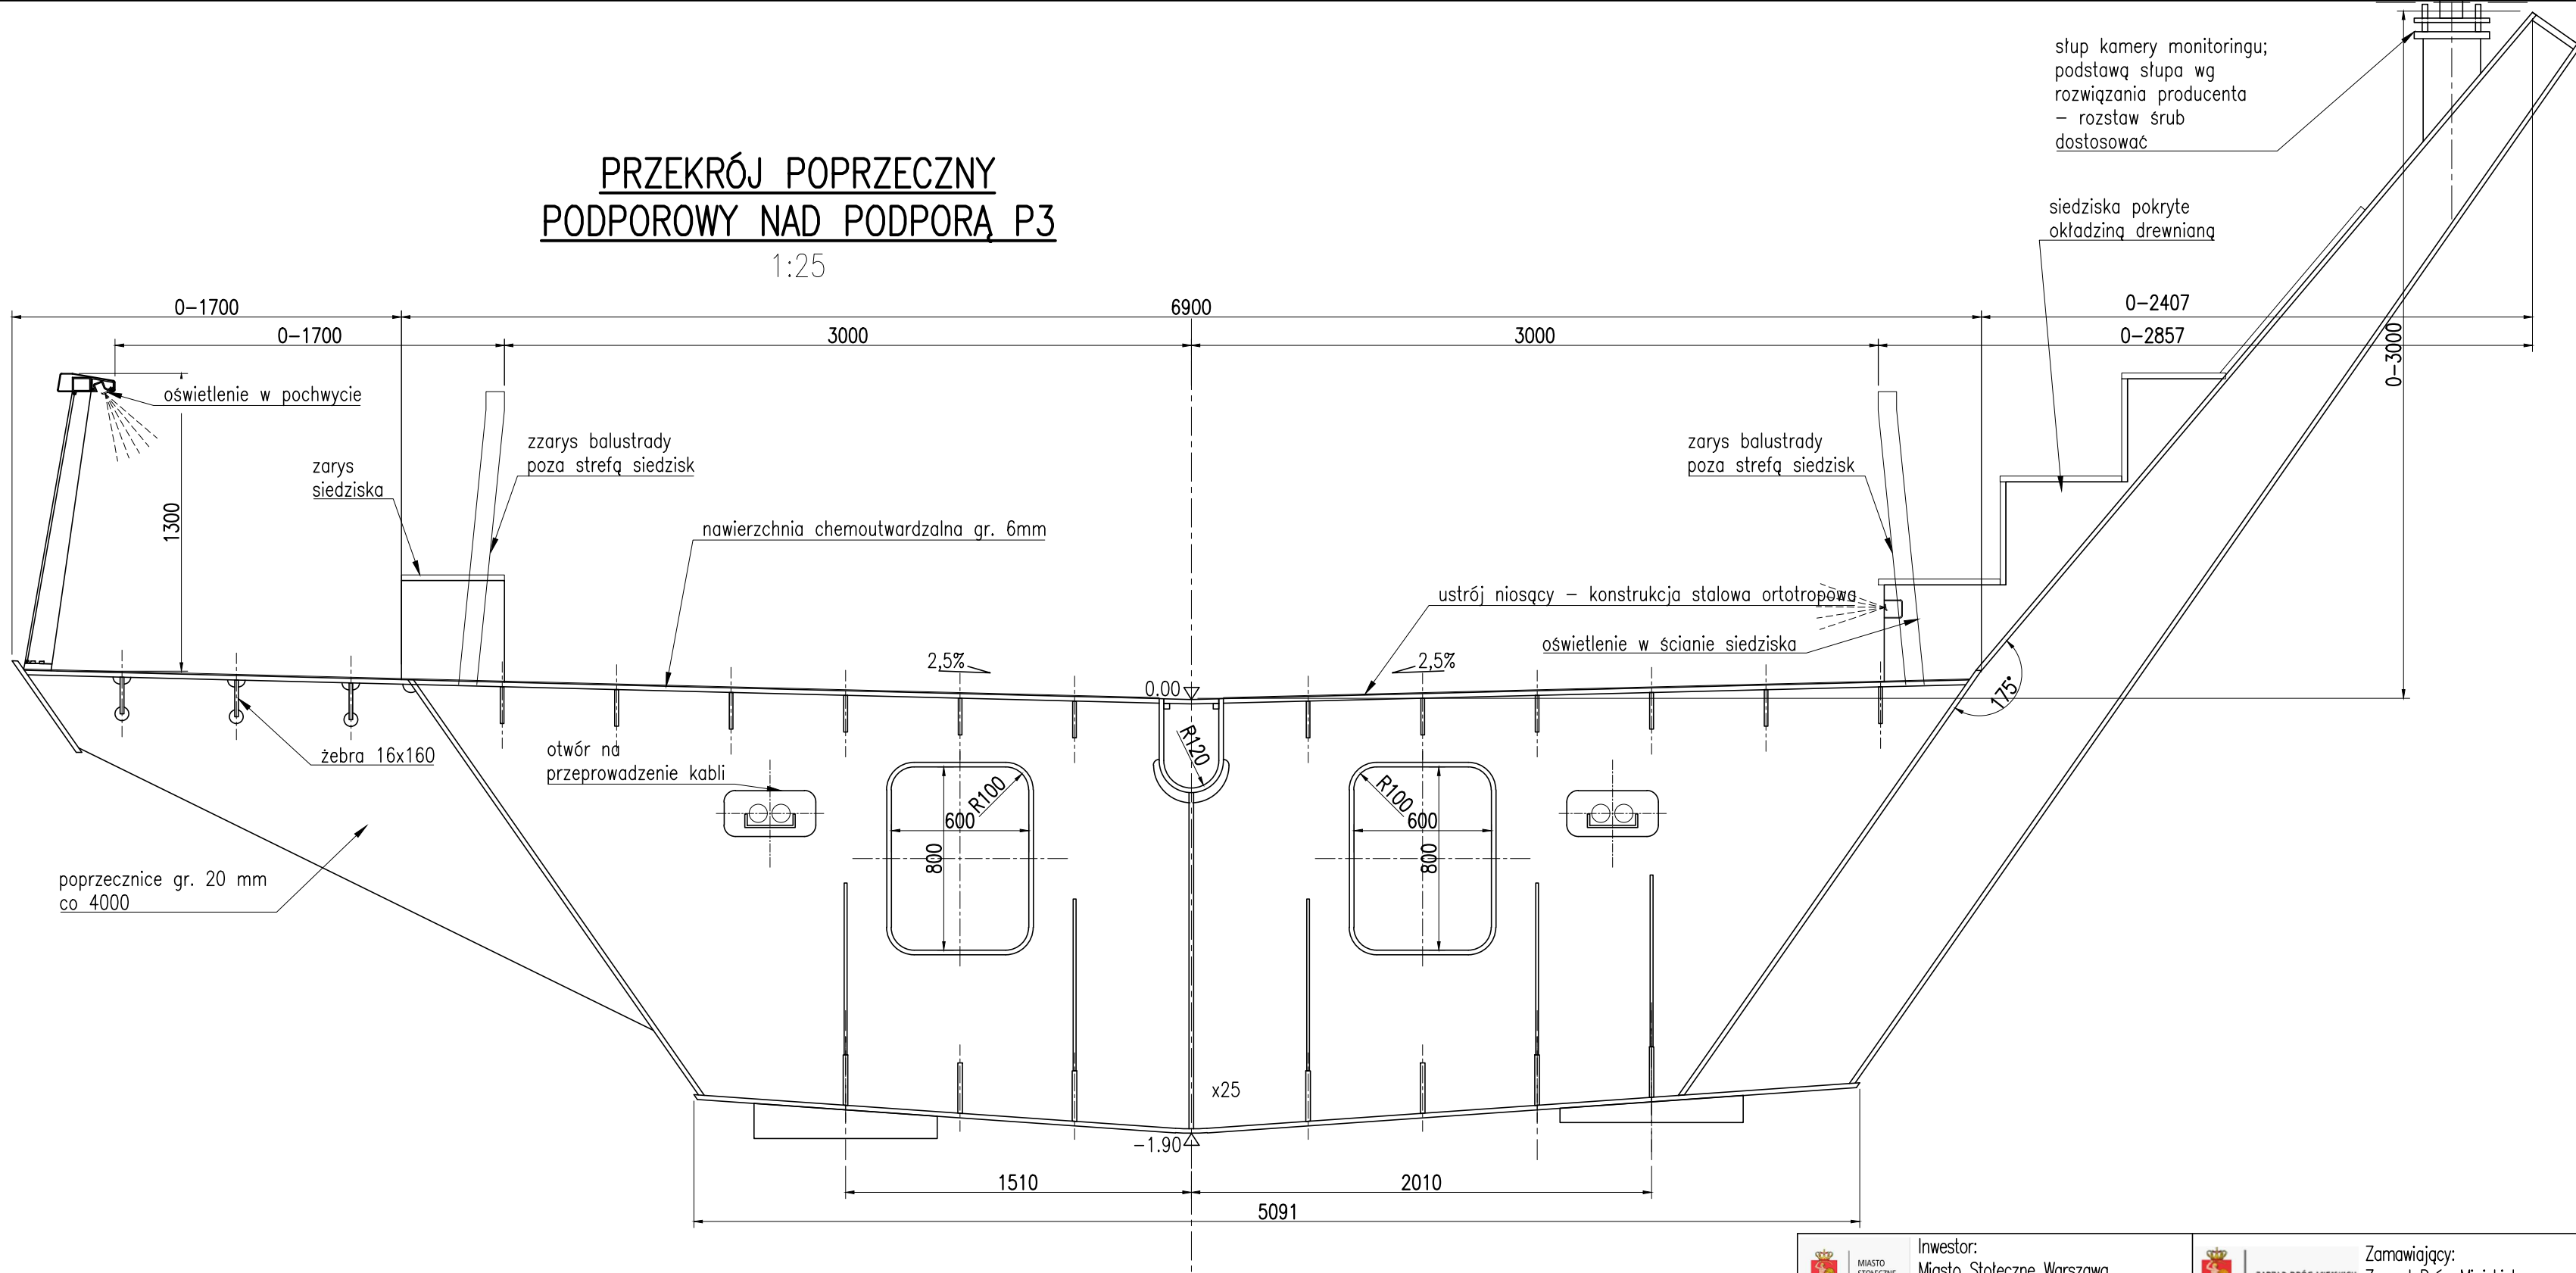 słup kamery monitoringu;
podstawą słupa wg
rozwiązania producenta
– rozstaw śrub
dostosować
PRZEKRÓJ POPRZECZNY
PODPOROWY NAD PODPORĄ P3
1:25
siedziska pokryte
okładziną drewnianą
0–1700
6900
0–2407
0–1700
3000
3000
0–2857
0–3000
oświetlenie w pochwycie
1300
zarys
siedziska
zzarys balustrady
poza strefą siedzisk
zarys balustrady
poza strefą siedzisk
nawierzchnia chemoutwardzalna gr. 6mm
ustrój niosący – konstrukcja stalowa ortotropowa
oświetlenie w ścianie siedziska
2,5%
2,5%
0.00
175°
R120
żebra 16x160
otwór na
przeprowadzenie kabli
R100
600
800
R100
600
800
poprzecznice gr. 20 mm
co 4000
x25
–1.90
1510
2010
5091
Inwestor:
Miasto Stołeczne Warszawa
MIASTO
STOŁECZNE
Zamawiający: